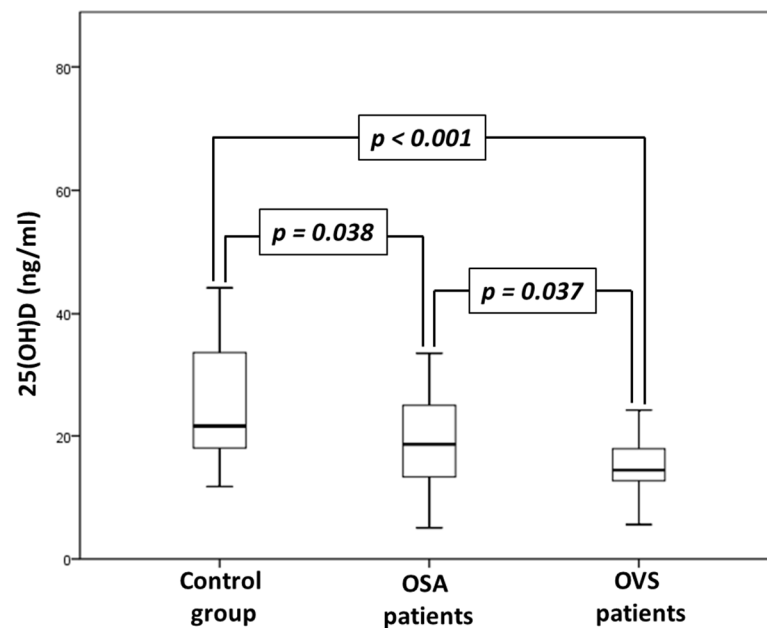 80
60
40
20
0
25(OH)D (ng/ml)
p < 0.001
p = 0.038
p = 0.037
Control
group
OSA
patients
OVS
patients